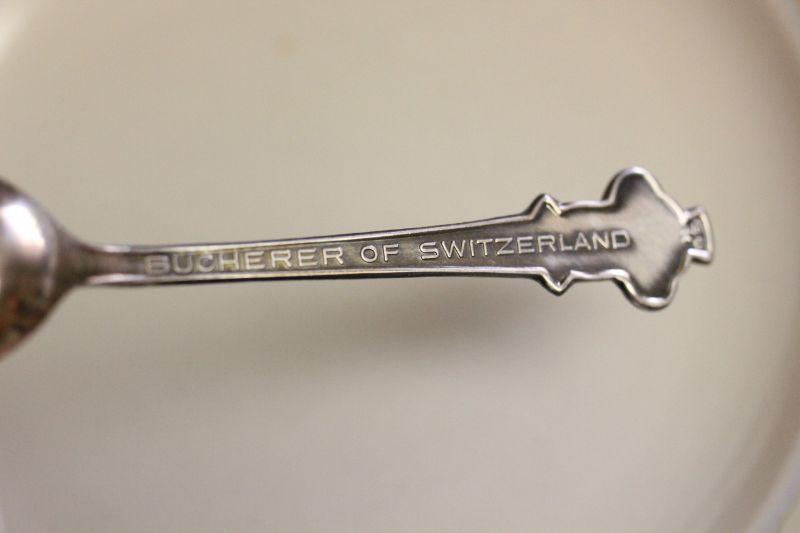 BUCHERER OF SWITZERLAND